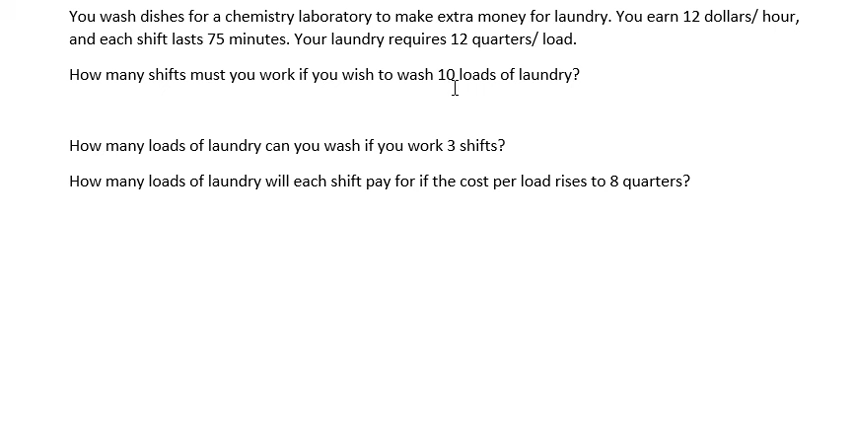 You wash dishes for a chemistry laboratory to make extra money for laundry. You earn 12 dollars/ hour,
and each shift lasts 75 minutes. Your laundry requires 12 quarters/ load.
How many shifts must you work if you wish to wash 10 loads of laundry?
How many loads of laundry can you wash if you work 3 shifts?
How many loads of laundry will each shift pay for if the cost per load rises to 8 quarters?